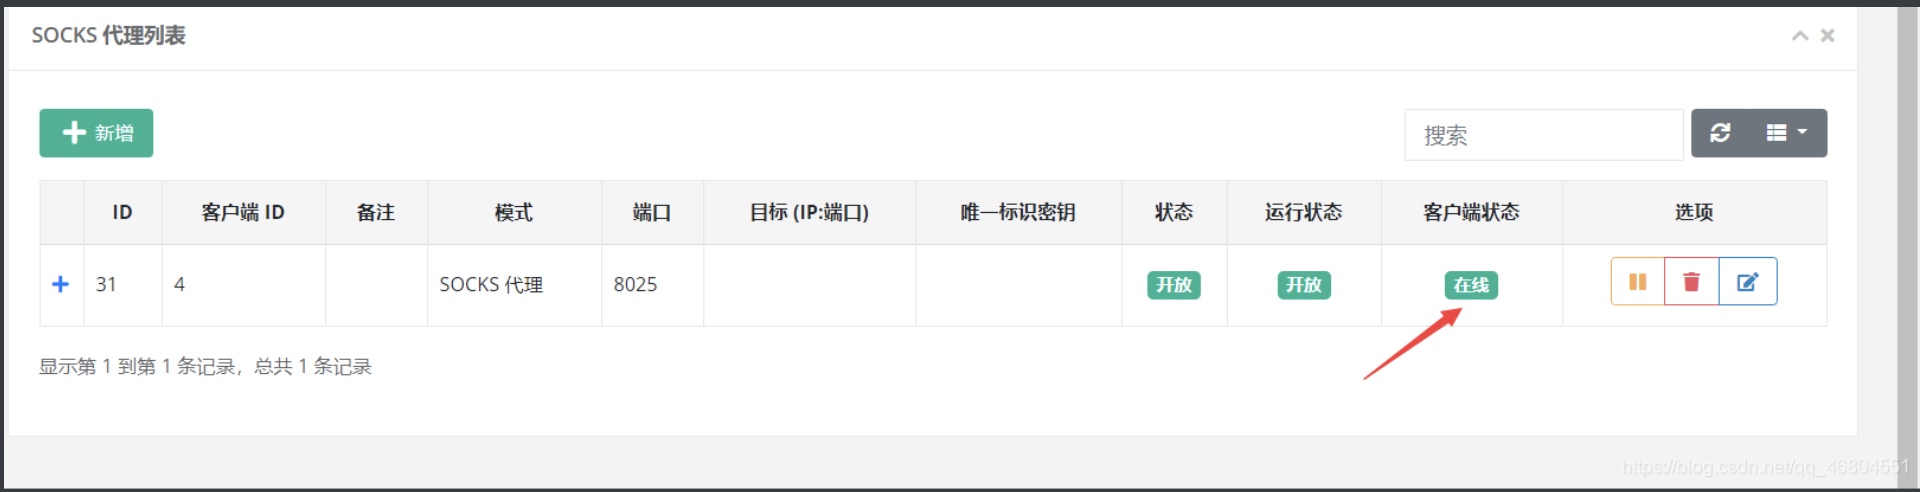 SOCKS 代理列表
新增
搜索
ID 客户端 ID 备注 模式 端口 目标 (IP:端口) 唯一标识密钥 状态 运行状态 客户端状态 选项
31 4 SOCKS 代理 8025 开放 开放 在线
显示第 1 到第 1 条记录，总共 1 条记录
https://blog.csdn.net/qq_46804551